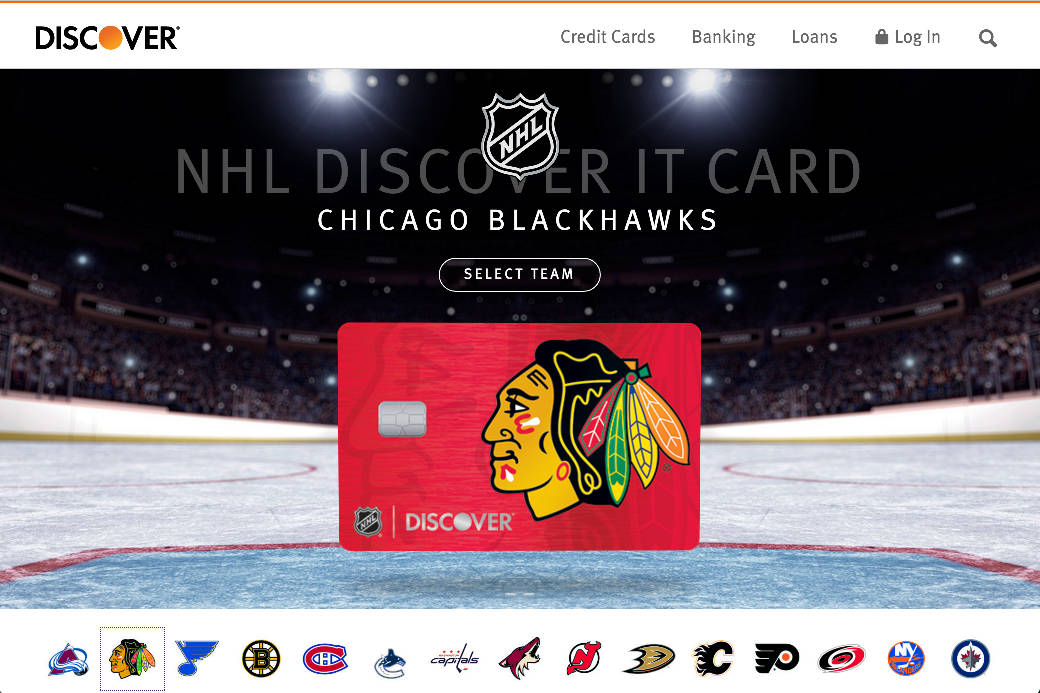 DISCOVER
Credit Cards Banking Loans Log In
NHL
NHL DISCOVER IT CARD
CHICAGO BLACKHAWKS
SELECT TEAM
NHL DISCOVER
capitals
NY